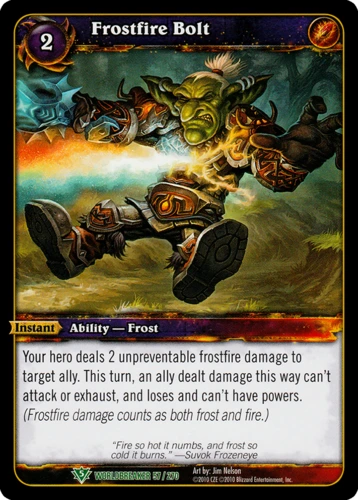 2
Frostfire Bolt
Instant
Ability — Frost
Your hero deals 2 unpreventable frostfire damage to
target ally. This turn, an ally dealt damage this way can't
attack or exhaust, and loses and can't have powers.
(Frostfire damage counts as both frost and fire.)
"Fire so hot it numbs, and frost so
cold it burns." —Suvok Frozeneye
5
WORLDBREAKER 57 / 270
Art by: Jim Nelson
©2010 CZE ©2010 Blizzard Entertainment, Inc.